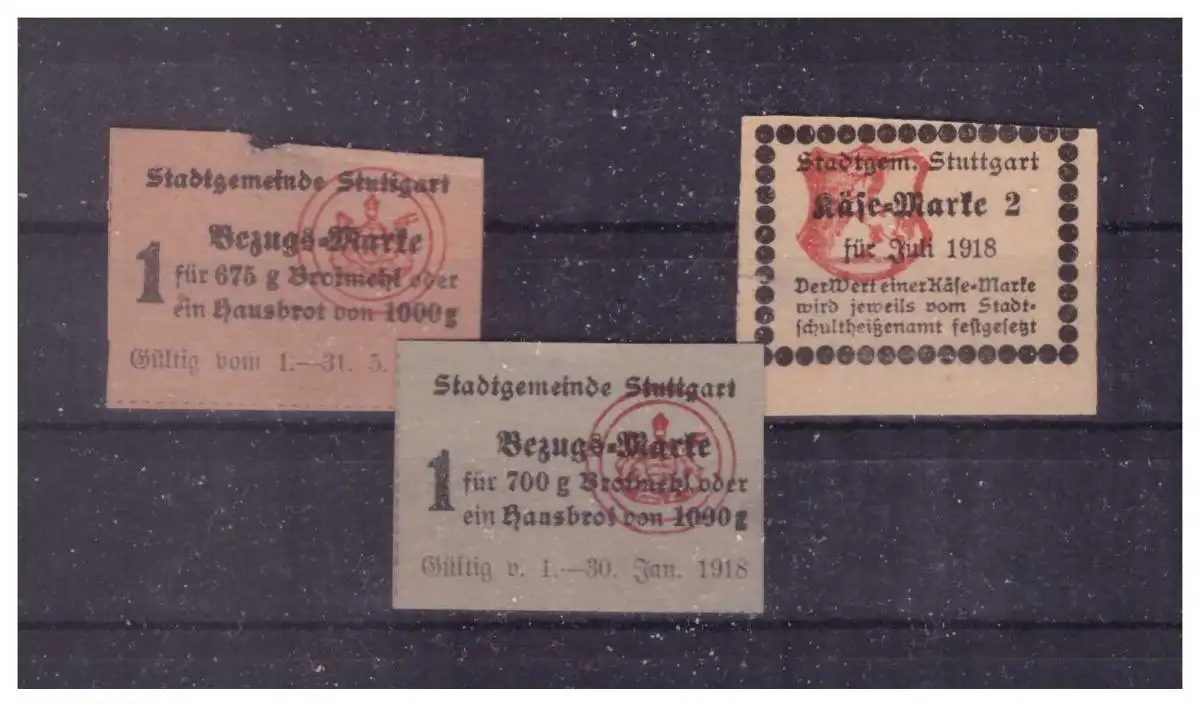 Stadtgemeinde Stuttgart
Bezugs-Marke
1 für 675 g Brotmehl oder
ein Hausbrot von 1000 g
Gültig vom 1.—31. 5.
Stadtgem. Stuttgart
Käse-Marke 2
für Juli 1918
Der Wert einer Käse-Marke
wird jeweils vom Stadt-
schultheißenamt festgesetzt
Stadtgemeinde Stuttgart
Bezugs-Marke
1 für 700 g Brotmehl oder
ein Hausbrot von 1000 g
Gültig v. 1.—30. Jan. 1918